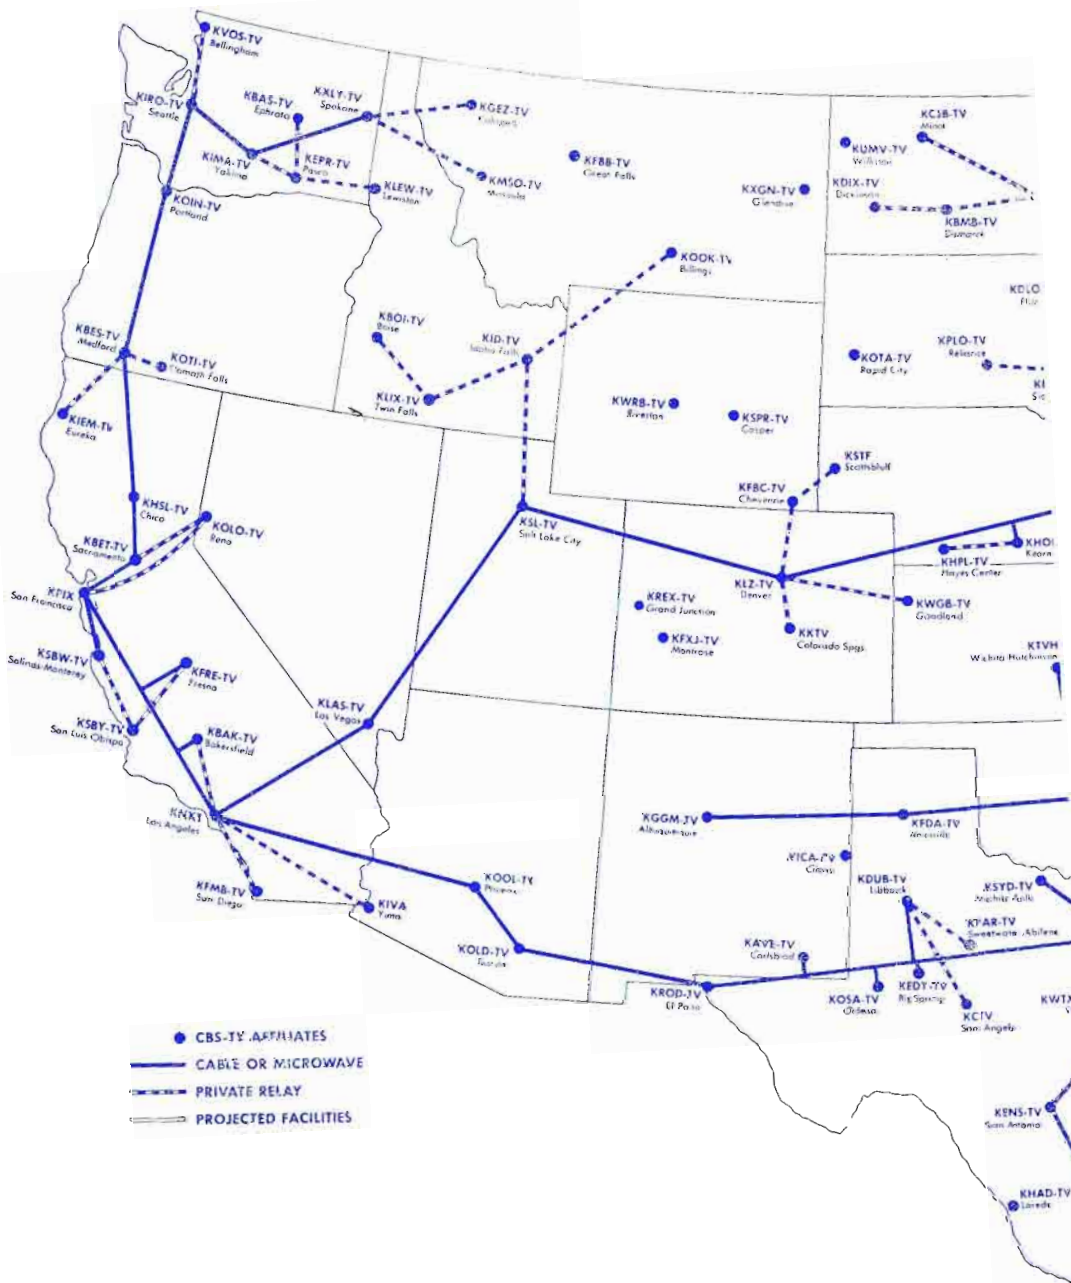 KVOS-TV
Bellingham
KIRO-TV
Seattle
KBAS-TV
Ephrata
KXLY-TV
Spokane
KGEZ-TV
Kalispell
KIMA-TV
Yakima
KEPR-TV
Pasco
KLEW-TV
Lewiston
KMSO-TV
Missoula
KFBB-TV
Great Falls
KXGN-TV
Glendive
KCJB-TV
Minot
KUMV-TV
Williston
KDIX-TV
Dickinson
KBMB-TV
Bismarck
KOIN-TV
Portland
KOOK-TV
Billings
KDLO
KBES-TV
Medford
KOTI-TV
Klamath Falls
KBOI-TV
Boise
KID-TV
Idaho Falls
KLIX-TV
Twin Falls
KOTA-TV
Rapid City
KPLO-TV
Reliance
KIEM-TV
Eureka
KWRB-TV
Riverton
KSPR-TV
Casper
KSTF
Scottsbluff
KFBC-TV
Cheyenne
KHSL-TV
Chico
KOLO-TV
Reno
KBET-TV
Sacramento
KSL-TV
Salt Lake City
KHOL
Kearn
KHPL-TV
Hayes Center
KLZ-TV
Denver
KPIX
San Francisco
KREX-TV
Grand Junction
KWGB-TV
Goodland
KFXJ-TV
Montrose
KKTV
Colorado Spgs
KTVH
Wichita-Hutchinson
KSBW-TV
Salinas-Monterey
KFRE-TV
Fresno
KSBY-TV
San Luis Obispo
KBAK-TV
Bakersfield
KLAS-TV
Las Vegas
KNXT
Los Angeles
KGGM-TV
Albuquerque
KFDA-TV
Amarillo
KICA-TV
Clovis
KFMB-TV
San Diego
KIVA
Yuma
KOOL-TV
Phoenix
KDUB-TV
Lubbock
KSYD-TV
Wichita Falls
KPAR-TV
Sweetwater-Abilene
KOLD-TV
Tucson
KAVE-TV
Carlsbad
KROD-TV
El Paso
KOSA-TV
Odessa
KEDY-TV
Big Spring
KCTV
San Angelo
KWTX
KENS-TV
San Antonio
KHAD-TV
Laredo
CBS-TV AFFILIATES
CABLE OR MICROWAVE
PRIVATE RELAY
PROJECTED FACILITIES